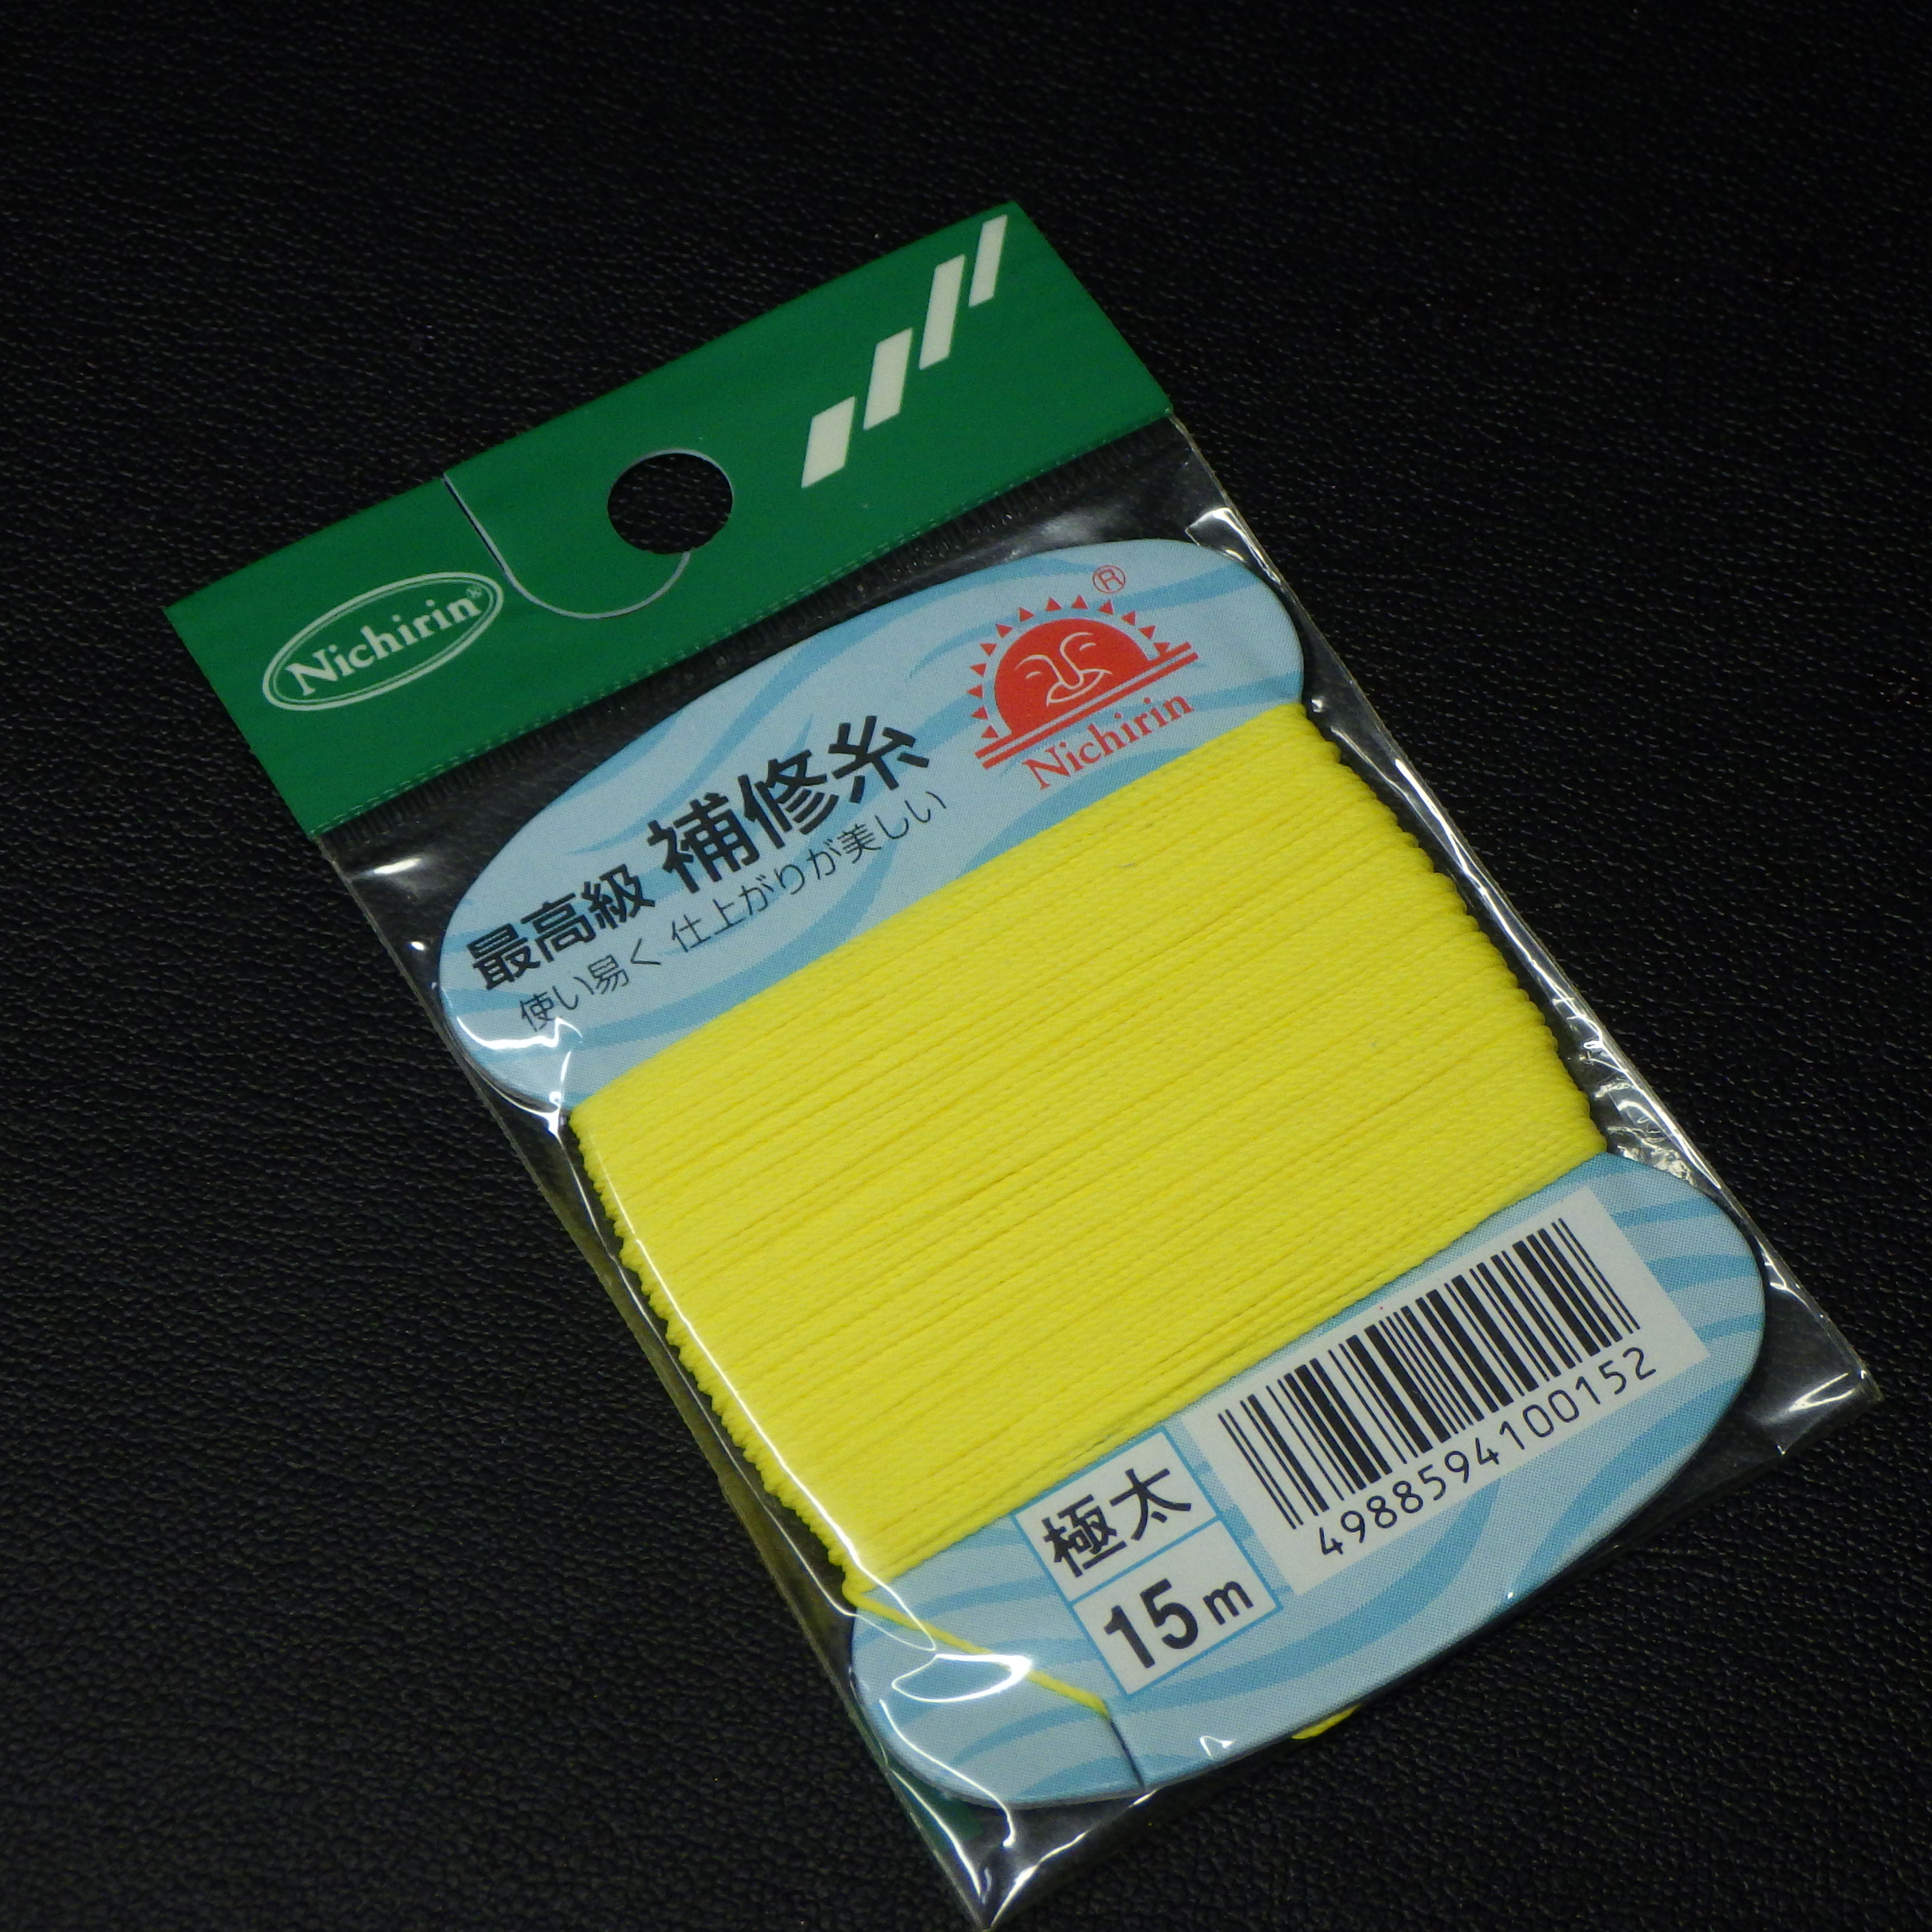 Nichirin®
®
Nichirin
最高級 補修糸
使い易く 仕上がりが美しい
4988594100152
極太
15m